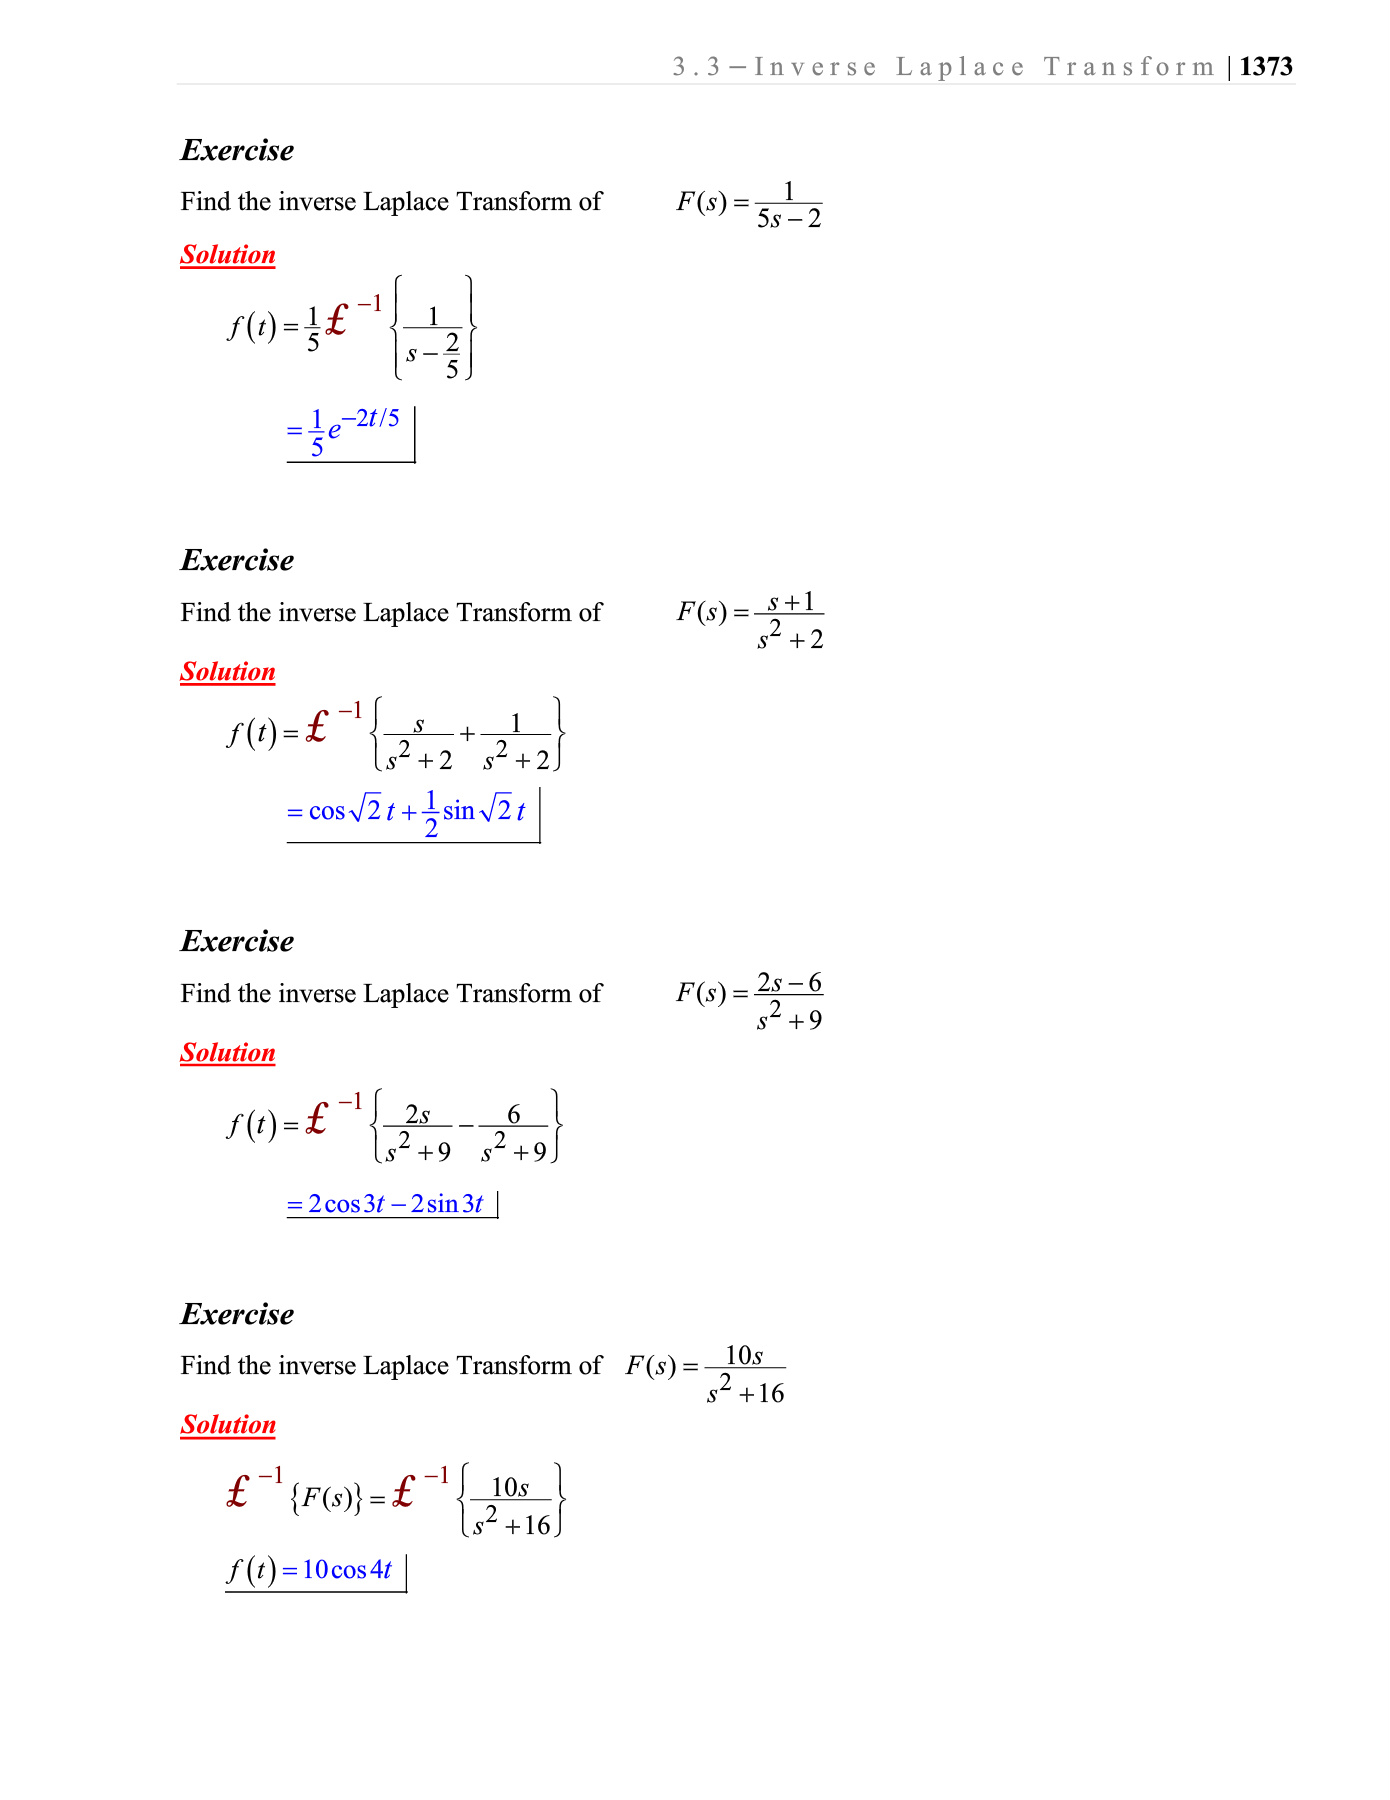 3.3 – Inverse Laplace Transform | 1373
Exercise
Find the inverse Laplace Transform of F(s) = \frac{1}{5s - 2}
Solution
f(t) = \frac{1}{5} £^{-1} \left\{ \frac{1}{s - \frac{2}{5}} \right\}
= \frac{1}{5} e^{-2t/5}
Exercise
Find the inverse Laplace Transform of F(s) = \frac{s+1}{s^2 + 2}
Solution
f(t) = £^{-1} \left\{ \frac{s}{s^2 + 2} + \frac{1}{s^2 + 2} \right\}
= \cos \sqrt{2} t + \frac{1}{2} \sin \sqrt{2} t
Exercise
Find the inverse Laplace Transform of F(s) = \frac{2s - 6}{s^2 + 9}
Solution
f(t) = £^{-1} \left\{ \frac{2s}{s^2 + 9} - \frac{6}{s^2 + 9} \right\}
= 2 \cos 3t - 2 \sin 3t
Exercise
Find the inverse Laplace Transform of F(s) = \frac{10s}{s^2 + 16}
Solution
£^{-1} \{F(s)\} = £^{-1} \left\{ \frac{10s}{s^2 + 16} \right\}
f(t) = 10 \cos 4t